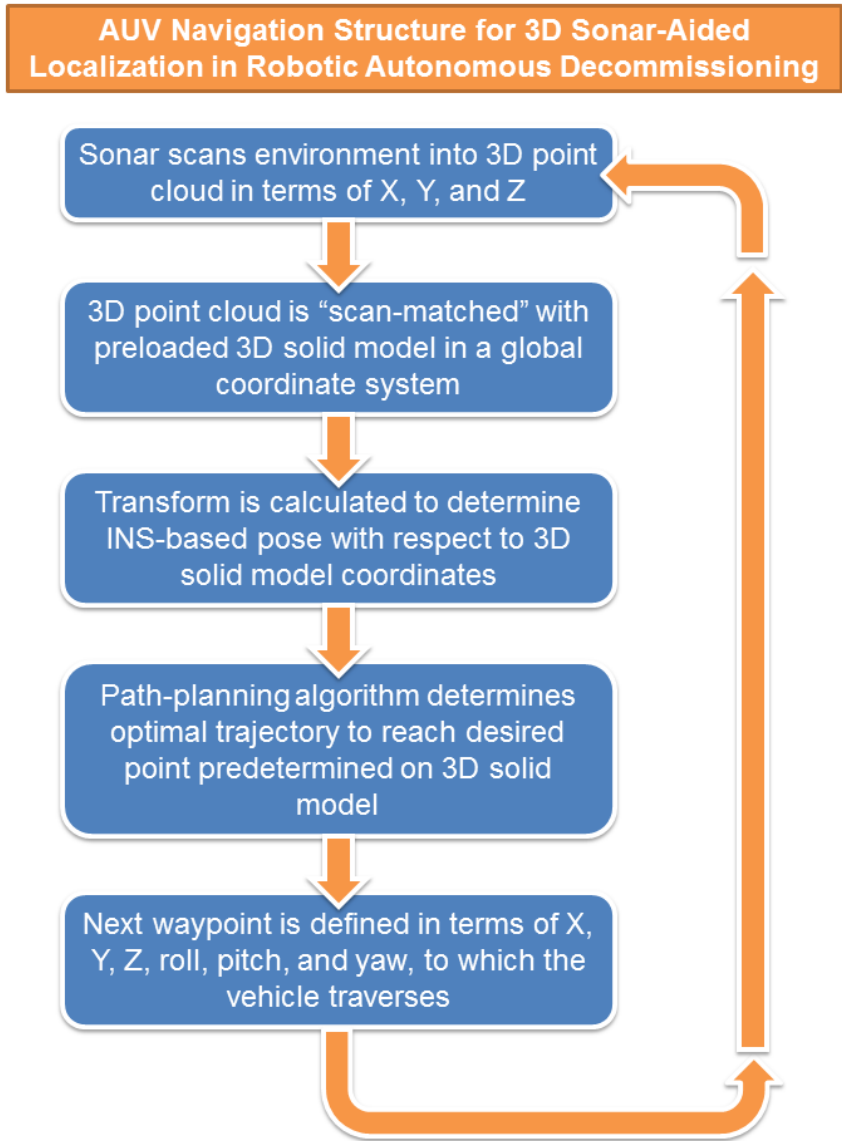 AUV Navigation Structure for 3D Sonar-Aided
Localization in Robotic Autonomous Decommissioning
Sonar scans environment into 3D point
cloud in terms of X, Y, and Z
3D point cloud is “scan-matched” with
preloaded 3D solid model in a global
coordinate system
Transform is calculated to determine
INS-based pose with respect to 3D
solid model coordinates
Path-planning algorithm determines
optimal trajectory to reach desired
point predetermined on 3D solid
model
Next waypoint is defined in terms of X,
Y, Z, roll, pitch, and yaw, to which the
vehicle traverses